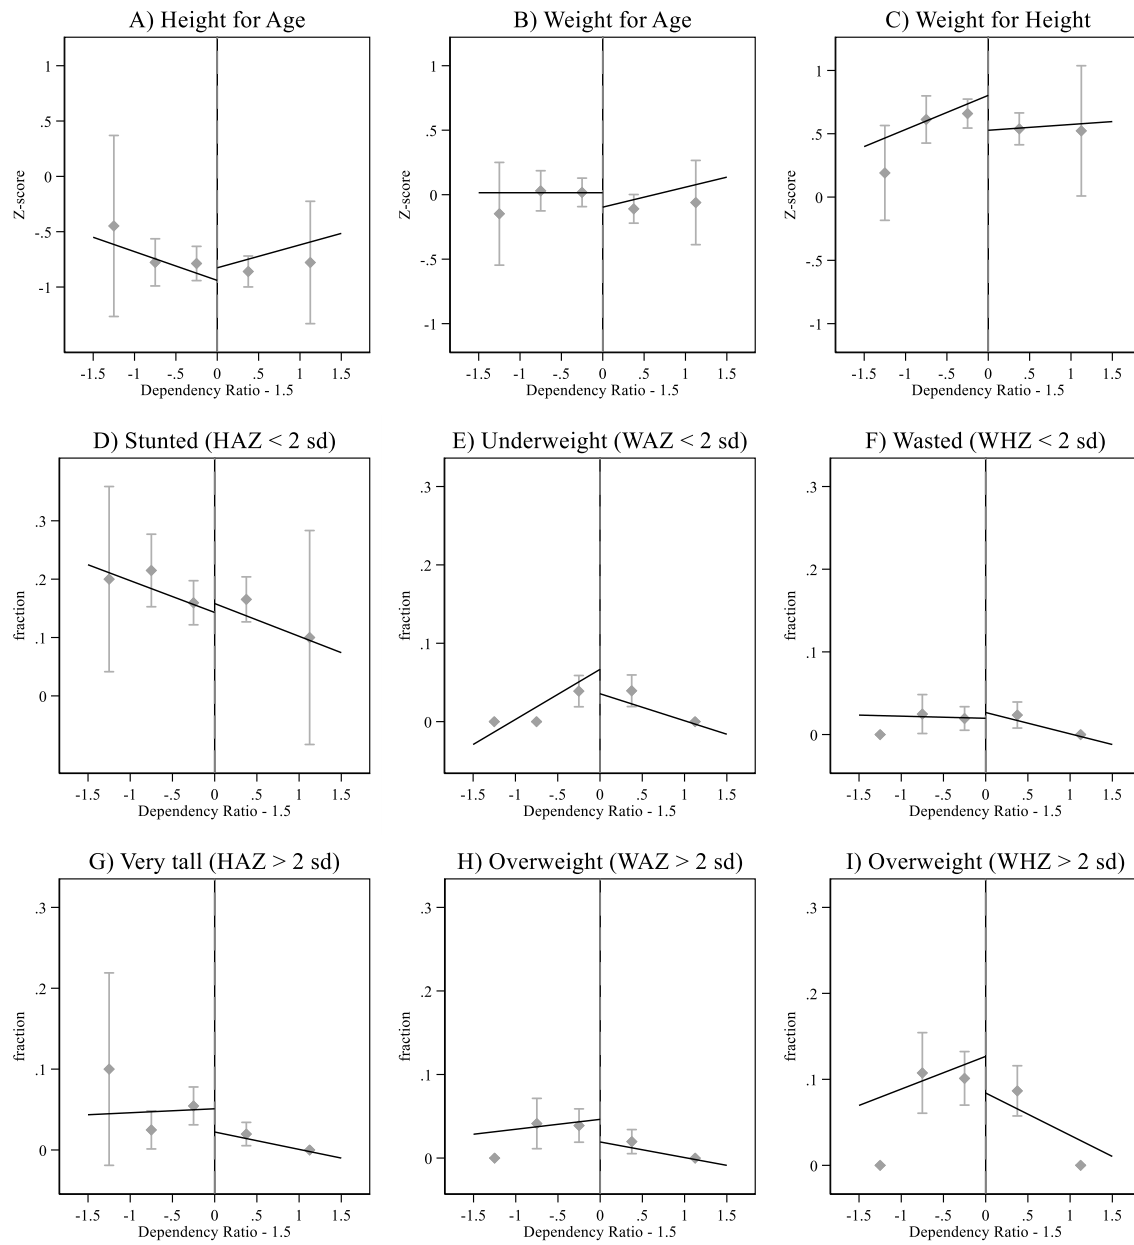 A) Height for Age
B) Weight for Age
C) Weight for Height
Z-score
1
.5
0
-.5
-1
-1.5 -1 -.5 0 .5 1 1.5
Dependency Ratio - 1.5
Z-score
1
.5
0
-.5
-1
-1.5 -1 -.5 0 .5 1 1.5
Dependency Ratio - 1.5
Z-score
1
.5
0
-.5
-1
-1.5 -1 -.5 0 .5 1 1.5
Dependency Ratio - 1.5
D) Stunted (HAZ < 2 sd)
E) Underweight (WAZ < 2 sd)
F) Wasted (WHZ < 2 sd)
fraction
.3
.2
.1
0
-1.5 -1 -.5 0 .5 1 1.5
Dependency Ratio - 1.5
fraction
.3
.2
.1
0
-1.5 -1 -.5 0 .5 1 1.5
Dependency Ratio - 1.5
fraction
.3
.2
.1
0
-1.5 -1 -.5 0 .5 1 1.5
Dependency Ratio - 1.5
G) Very tall (HAZ > 2 sd)
H) Overweight (WAZ > 2 sd)
I) Overweight (WHZ > 2 sd)
fraction
.3
.2
.1
0
-1.5 -1 -.5 0 .5 1 1.5
Dependency Ratio - 1.5
fraction
.3
.2
.1
0
-1.5 -1 -.5 0 .5 1 1.5
Dependency Ratio - 1.5
fraction
.3
.2
.1
0
-1.5 -1 -.5 0 .5 1 1.5
Dependency Ratio - 1.5